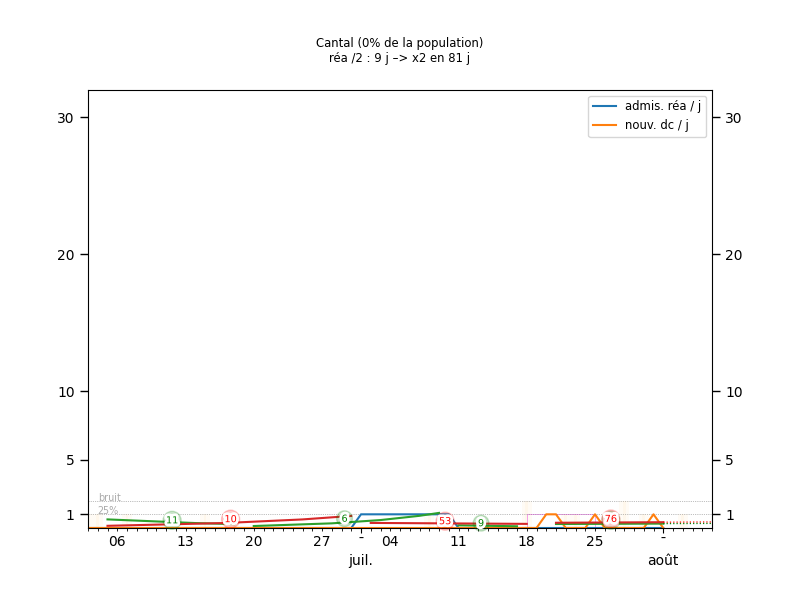 Cantal (0% de la population)
réa /2 : 9 j –> x2 en 81 j
admis. réa / j
nouv. dc / j
30 30
20 20
10 10
5 5
bruit
25%
1 1
11 10 6 53 9 76
06 13 20 27 - 04 11 18 25 -
juil. août